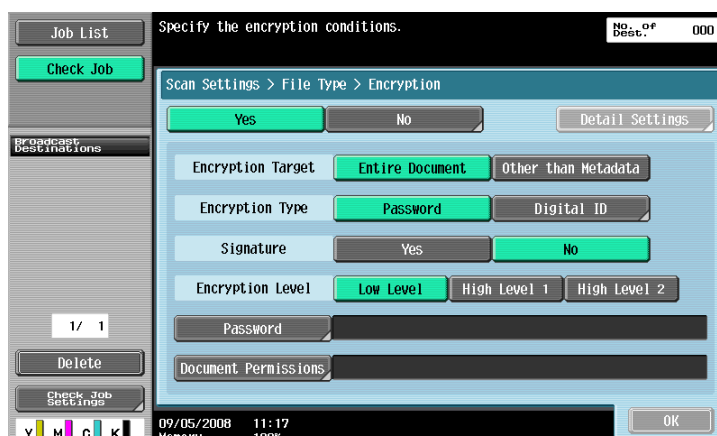 Job List
Check Job
Broadcast
Destinations
1/ 1
Delete
Check Job
Settings
Y M C K
Specify the encryption conditions.
No. of
Dest. 000
Scan Settings > File Type > Encryption
Yes No Detail Settings
Encryption Target Entire Document Other than Metadata
Encryption Type Password Digital ID
Signature Yes No
Encryption Level Low Level High Level 1 High Level 2
Password
Document Permissions
09/05/2008 11:17
Memory 100%
OK